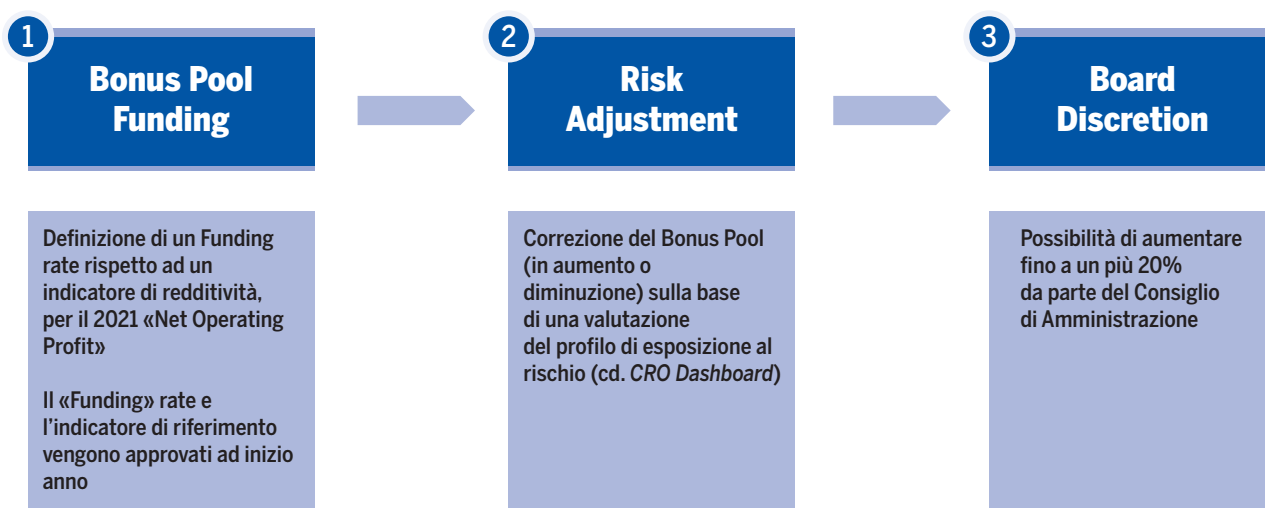 1
Bonus Pool
Funding
Definizione di un Funding
rate rispetto ad un
indicatore di redditività,
per il 2021 «Net Operating
Profit»
Il «Funding» rate e
l'indicatore di riferimento
vengono approvati ad inizio
anno
2
Risk
Adjustment
Correzione del Bonus Pool
(in aumento o
diminuzione) sulla base
di una valutazione
del profilo di esposizione al
rischio (cd. CRO Dashboard)
3
Board
Discretion
Possibilità di aumentare
fino a un più 20%
da parte del Consiglio
di Amministrazione